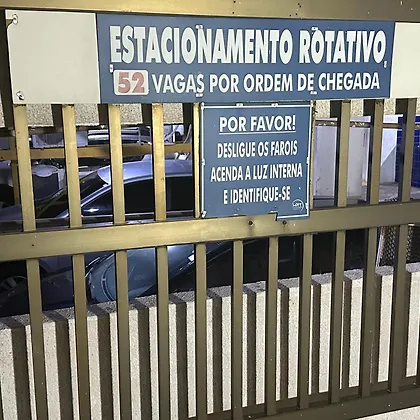 ESTACIONAMENTO ROTATIVO
52 VAGAS POR ORDEM DE CHEGADA
POR FAVOR!
DESLIGUE OS FAROIS
ACENDA A LUZ INTERNA
E IDENTIFIQUE-SE